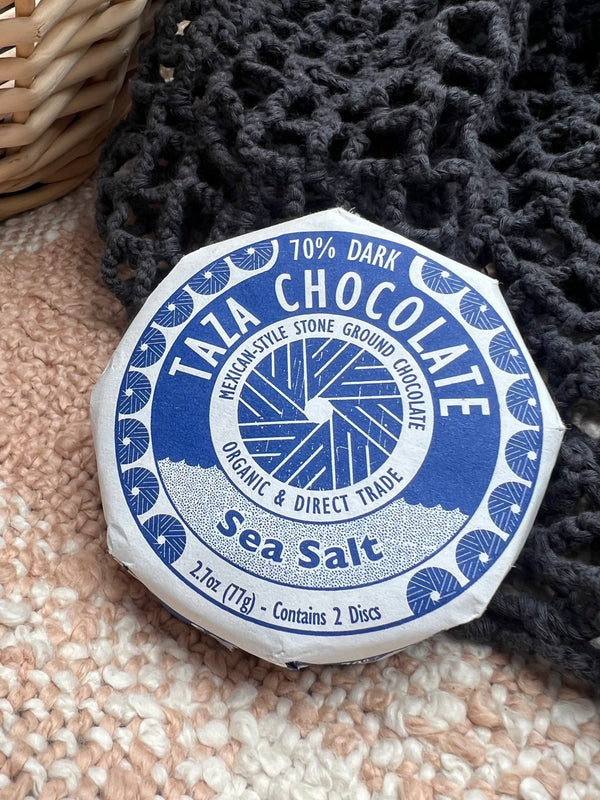 70% DARK
TAZA CHOCOLATE
MEXICAN-STYLE STONE GROUND CHOCOLATE
ORGANIC & DIRECT TRADE
Sea Salt
2.7oz (77g) - Contains 2 Discs